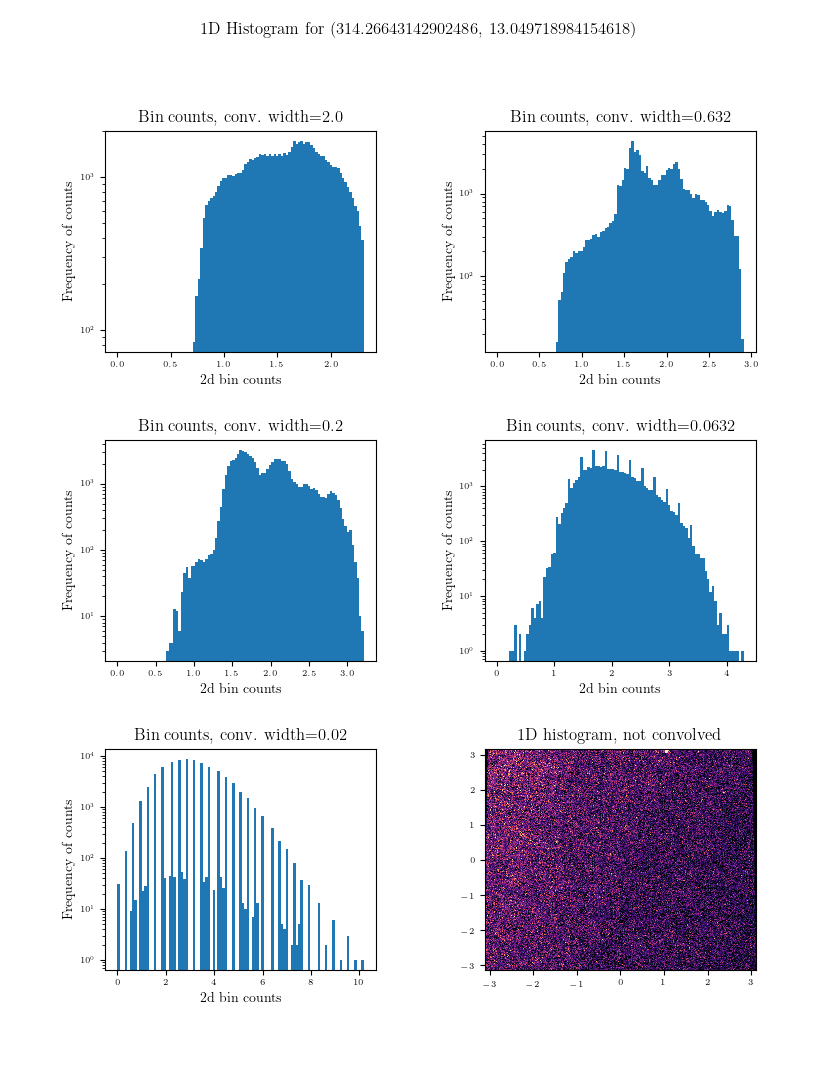 1D Histogram for (314.26643142902486, 13.049718984154618)
Bin counts, conv. width=2.0
Frequency of counts
10³
10²
0.0 0.5 1.0 1.5 2.0
2d bin counts
Bin counts, conv. width=0.632
Frequency of counts
10³
10²
0.0 0.5 1.0 1.5 2.0 2.5 3.0
2d bin counts
Bin counts, conv. width=0.2
Frequency of counts
10³
10²
10¹
0.0 0.5 1.0 1.5 2.0 2.5 3.0
2d bin counts
Bin counts, conv. width=0.0632
Frequency of counts
10³
10²
10¹
10⁰
0 1 2 3 4
2d bin counts
Bin counts, conv. width=0.02
Frequency of counts
10⁴
10³
10²
10¹
10⁰
0 2 4 6 8 10
2d bin counts
1D histogram, not convolved
3
2
1
0
−1
−2
−3
−3 −2 −1 0 1 2 3